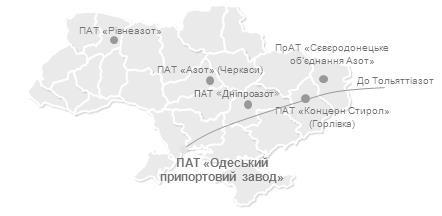 ПАТ «Рівнеазот»
ПрАТ «Сєвєродонецьке
об'єднання Азот»
ПАТ «Азот» (Черкаси)
До Тольяттіазот
ПАТ «Дніпроазот»
ПАТ «Концерн Стирол»
(Горлівка)
ПАТ «Одеський
припортовий завод»